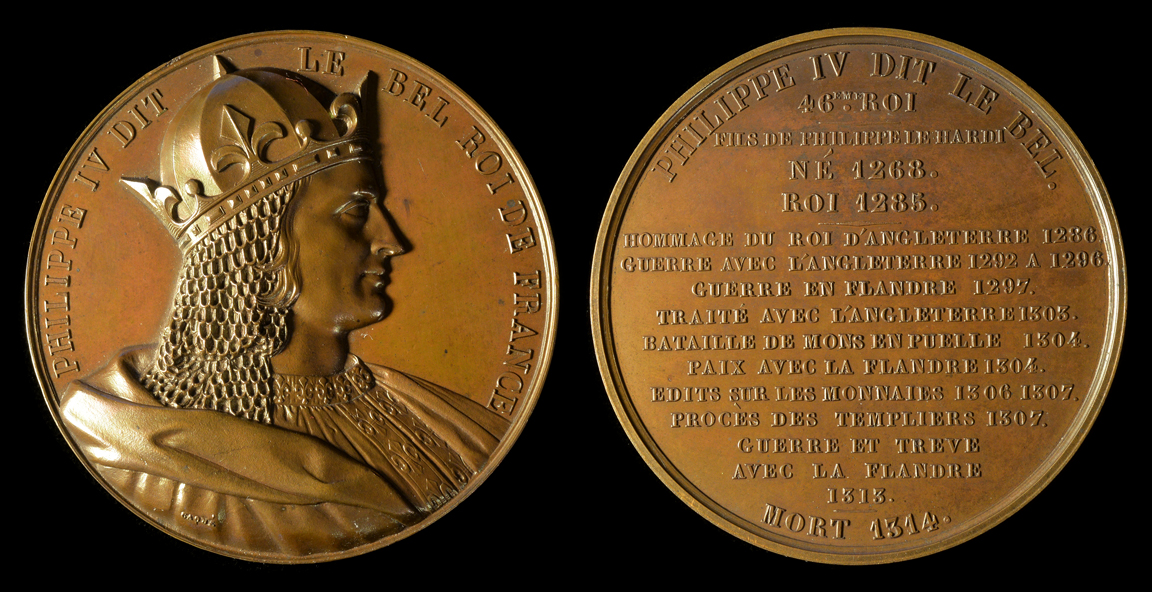 PHILIPPE IV DIT LE BEL ROI DE FRANCE
CAQUÉ
PHILIPPE IV DIT LE BEL.
46EME. ROI
FILS DE PHILIPPE LE HARDI
NÉ 1268.
ROI 1285.
HOMMAGE DU ROI D'ANGLETERRE 1286.
GUERRE AVEC L'ANGLETERRE 1292 A 1296.
GUERRE EN FLANDRE 1297.
TRAITÉ AVEC L'ANGLETERRE 1303.
BATAILLE DE MONS EN PUELLE 1304.
PAIX AVEC LA FLANDRE 1304.
EDITS SUR LES MONNAIES 1306 1307.
PROCÈS DES TEMPLIERS 1307.
GUERRE ET TREVE
AVEC LA FLANDRE
1313.
MORT 1314.